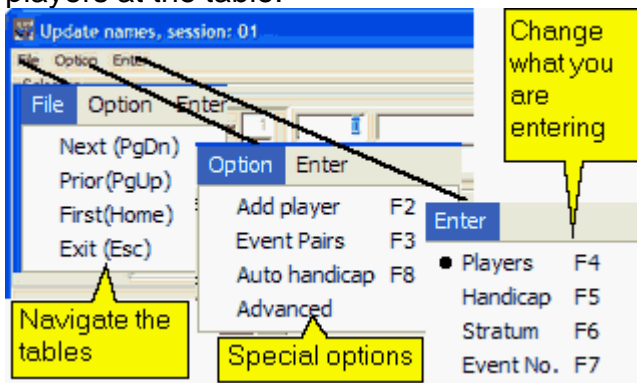 players at the table.
Update names, session: 01
File Option Enter
File Option Enter
Next (PgDn)
Prior(PgUp)
First(Home)
Exit (Esc)
Navigate the
tables
Option Enter
Add player F2
Event Pairs F3
Auto handicap F8
Advanced
Special options
Change
what you
are
entering
Enter
● Players F4
Handicap F5
Stratum F6
Event No. F7